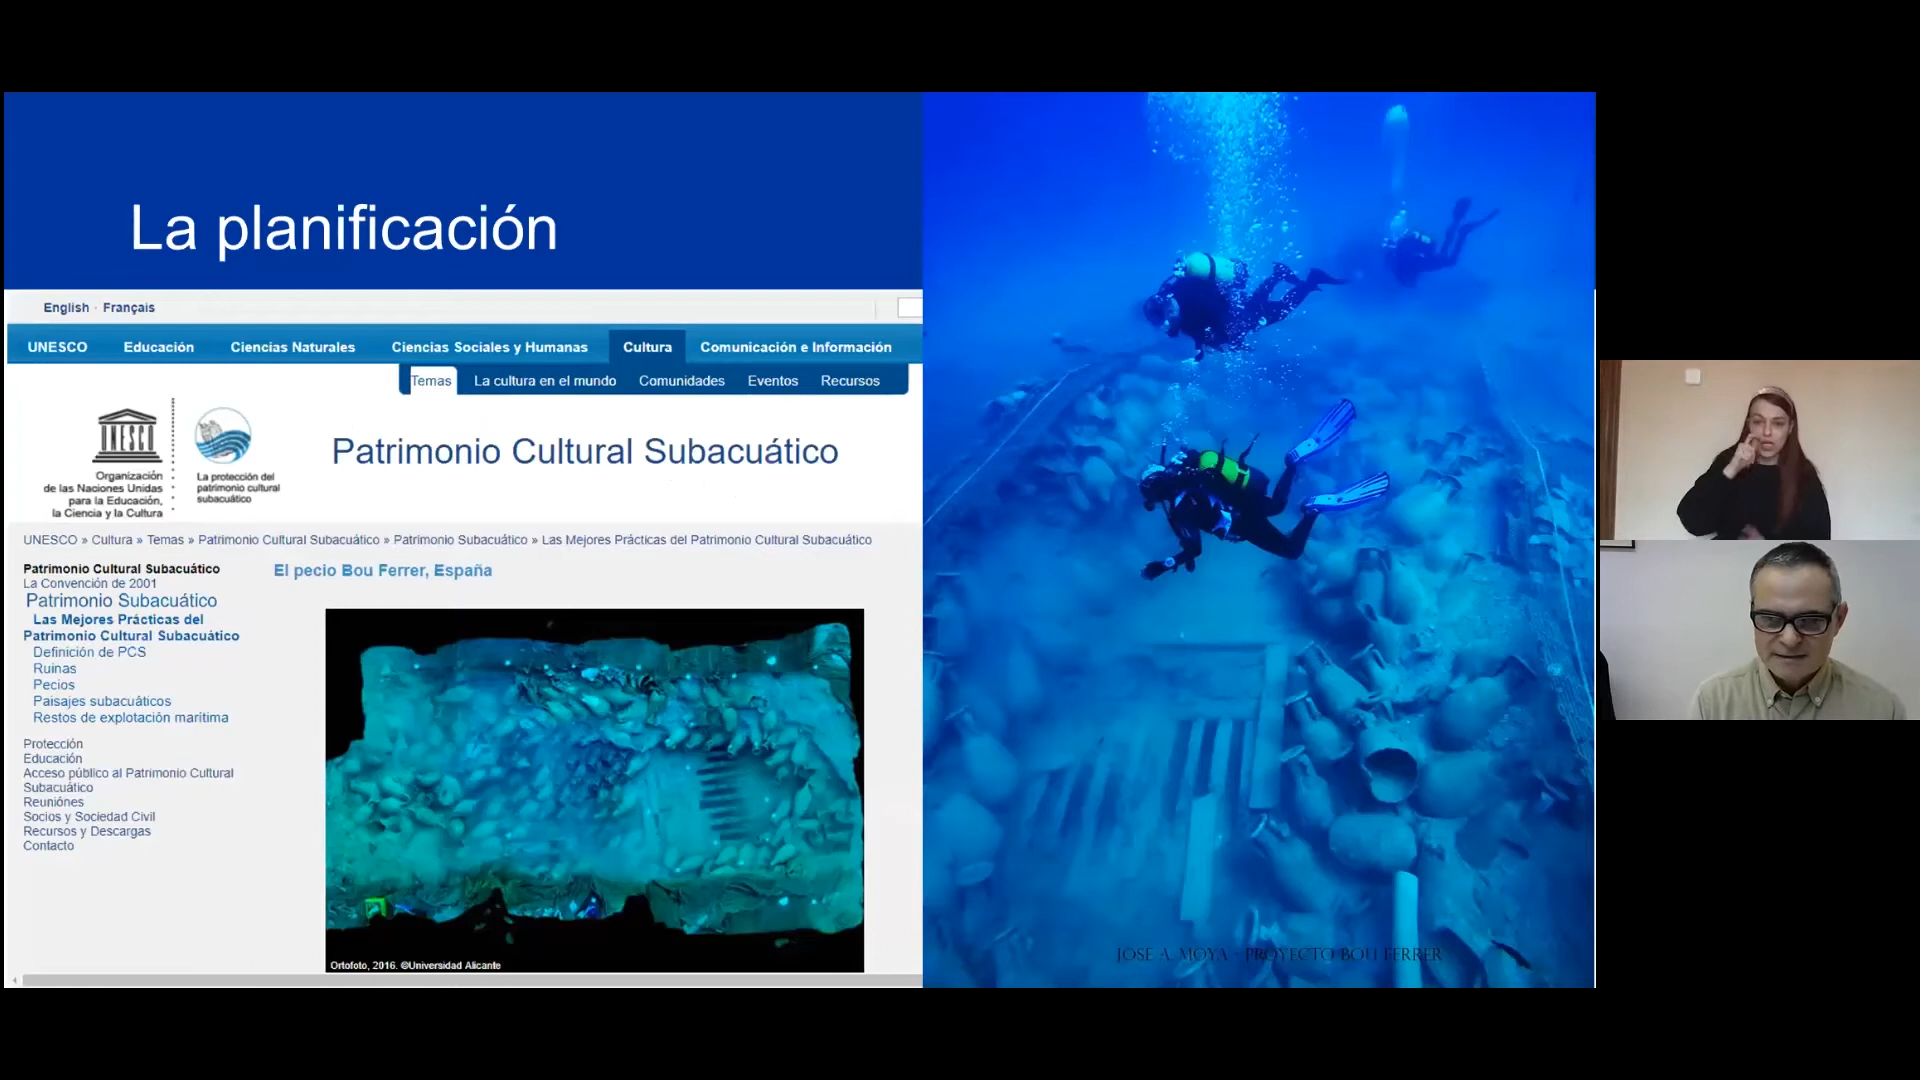 La planificación
English · Français
UNESCO Educación Ciencias Naturales Ciencias Sociales y Humanas Cultura Comunicación e Información
Temas La cultura en el mundo Comunidades Eventos Recursos
UNESCO
Organización
de las Naciones Unidas
para la Educación,
la Ciencia y la Cultura
La protección del
patrimonio cultural
subacuático
Patrimonio Cultural Subacuático
UNESCO » Cultura » Temas » Patrimonio Cultural Subacuático » Patrimonio Subacuático » Las Mejores Prácticas del Patrimonio Cultural Subacuático
Patrimonio Cultural Subacuático
La Convención de 2001
Patrimonio Subacuático
Las Mejores Prácticas del
Patrimonio Cultural Subacuático
Definición de PCS
Ruinas
Pecios
Paisajes subacuáticos
Restos de explotación marítima
Protección
Educación
Acceso público al Patrimonio Cultural
Subacuático
Reuniónes
Socios y Sociedad Civil
Recursos y Descargas
Contacto
El pecio Bou Ferrer, España
Ortofoto, 2016. ©Universidad Alicante
JOSE A. MOYA - PROYECTO BOU FERRER